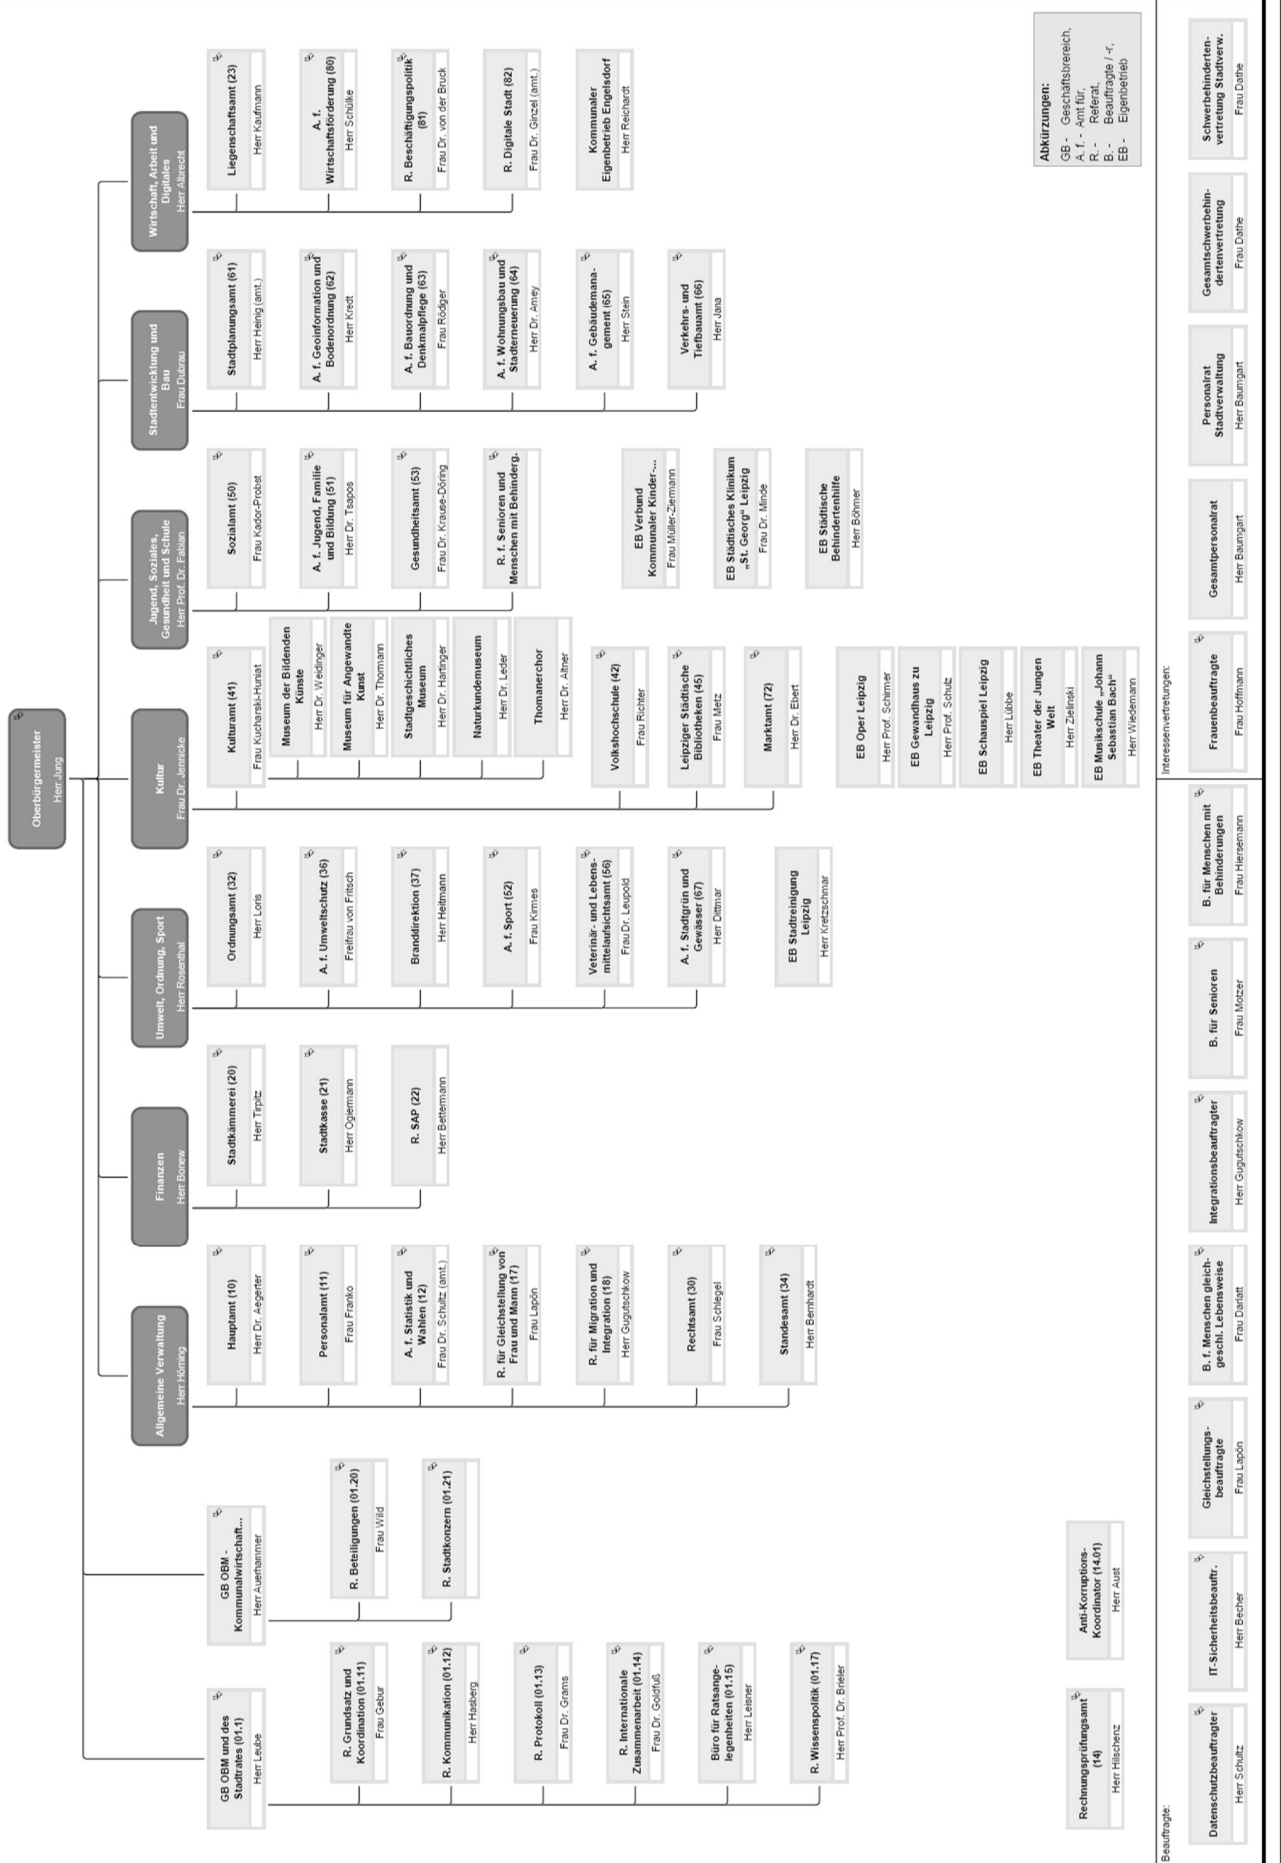 Oberbürgermeister
Herr Jung
GB OBM und des
Stadtrates (01.1)
Herr Leube
R. Grundsatz und
Koordination (01.11)
Frau Gebur
R. Kommunikation (01.12)
Herr Hasberg
R. Protokoll (01.13)
Frau Dr. Grams
R. Internationale
Zusammenarbeit (01.14)
Frau Dr. Goldfuß
Büro für Ratsange-
legenheiten (01.15)
Herr Leisner
R. Wissenspolitik (01.17)
Herr Prof. Dr. Brieler
GB OBM -
Kommunalwirtschaft...
Herr Auerhammer
R. Beteiligungen (01.20)
Frau Wild
R. Stadtkonzern (01.21)
Allgemeine Verwaltung
Herr Hörning
Hauptamt (10)
Herr Dr. Aegerter
Personalamt (11)
Frau Franko
A. f. Statistik und
Wahlen (12)
Frau Dr. Schultz (amt.)
R. für Gleichstellung von
Frau und Mann (17)
Frau Lapön
R. für Migration und
Integration (18)
Herr Gugutschkow
Rechtsamt (30)
Frau Schlegel
Standesamt (34)
Herr Bernhardt
Finanzen
Herr Bonew
Stadtkämmerei (20)
Herr Tirpitz
Stadtkasse (21)
Herr Ogiermann
R. SAP (22)
Herr Bettermann
Umwelt, Ordnung, Sport
Herr Rosenthal
Ordnungsamt (32)
Herr Loris
A. f. Umweltschutz (36)
Freifrau von Fritsch
Branddirektion (37)
Herr Heitmann
A. f. Sport (52)
Frau Kirmes
Veterinär- und Lebens-
mittelaufsichtsamt (56)
Frau Dr. Leupold
A. f. Stadtgrün und
Gewässer (67)
Herr Dittmar
EB Stadtreinigung
Leipzig
Herr Kretzschmar
Kultur
Frau Dr. Jennicke
Kulturamt (41)
Frau Kucharski-Huniat
Museum der Bildenden
Künste
Herr Dr. Weidinger
Museum für Angewandte
Kunst
Herr Dr. Thormann
Stadtgeschichtliches
Museum
Herr Dr. Hartinger
Naturkundemuseum
Herr Dr. Leder
Thomanerchor
Herr Dr. Altner
Volkshochschule (42)
Frau Richter
Leipziger Städtische
Bibliotheken (45)
Frau Metz
Marktamt (72)
Herr Dr. Ebert
EB Oper Leipzig
Herr Prof. Schirmer
EB Gewandhaus zu
Leipzig
Herr Prof. Schulz
EB Schauspiel Leipzig
Herr Lübbe
EB Theater der Jungen
Welt
Herr Zielinski
EB Musikschule „Johann
Sebastian Bach“
Herr Wiedemann
Jugend, Soziales,
Gesundheit und Schule
Herr Prof. Dr. Fabian
Sozialamt (50)
Frau Kador-Probst
A. f. Jugend, Familie
und Bildung (51)
Herr Dr. Tsapos
Gesundheitsamt (53)
Frau Dr. Krause-Döring
R. f. Senioren und
Menschen mit Behinderg.
EB Verbund
Kommunaler Kinder-...
Frau Müller-Ziermann
EB Städtisches Klinikum
„St. Georg“ Leipzig
Frau Dr. Minde
EB Städtische
Behindertenhilfe
Herr Böhmer
Stadtentwicklung und
Bau
Frau Dubrau
Stadtplanungsamt (61)
Herr Heinig (amt.)
A. f. Geoinformation und
Bodenordnung (62)
Herr Kredt
A. f. Bauordnung und
Denkmalpflege (63)
Frau Rödiger
A. f. Wohnungsbau und
Stadterneuerung (64)
Herr Dr. Amey
A. f. Gebäudemana-
gement (65)
Herr Stein
Verkehrs- und
Tiefbauamt (66)
Herr Jana
Wirtschaft, Arbeit und
Digitales
Herr Albrecht
Liegenschaftsamt (23)
Herr Kaufmann
A. f.
Wirtschaftsförderung (80)
Herr Schülke
R. Beschäftigungspolitik
(81)
Frau Dr. von der Bruck
R. Digitale Stadt (82)
Frau Dr. Ginzel (amt.)
Kommunaler
Eigenbetrieb Engelsdorf
Herr Reichardt
Rechnungsprüfungsamt
(14)
Herr Hilschenz
Anti-Korruptions-
Koordinator (14.01)
Herr Aust
Abkürzungen:
GB - Geschäftsbrereich,
A. f. - Amt für,
R. - Referat,
B. - Beauftragte / -r,
EB - Eigenbetrieb
Beauftragte:
Datenschutzbeauftragter
Herr Schultz
IT-Sicherheitsbeauftr.
Herr Becher
Gleichstellungs-
beauftragte
Frau Lapön
B. f. Menschen gleich-
geschl. Lebensweise
Frau Darlatt
Integrationsbeauftragter
Herr Gugutschkow
B. für Senioren
Frau Motzer
B. für Menschen mit
Behinderungen
Frau Hiersemann
Interessenvertretungen:
Frauenbeauftragte
Frau Hoffmann
Gesamtpersonalrat
Herr Baumgart
Personalrat
Stadtverwaltung
Herr Baumgart
Gesamtschwerbehin-
dertenvertretung
Frau Dathe
Schwerbehinderten-
vertretung Stadtverw.
Frau Dathe